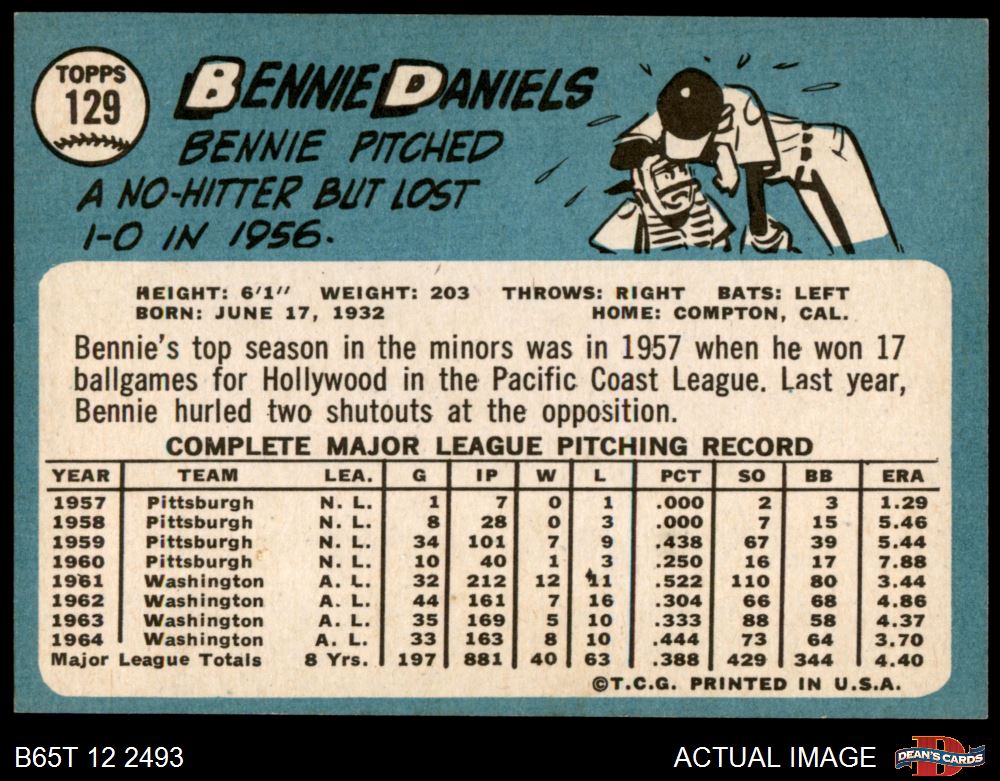 TOPPS
129
BENNIE DANIELS
BENNIE PITCHED
A NO-HITTER BUT LOST
1-0 IN 1956.
HEIGHT: 6'1" WEIGHT: 203 THROWS: RIGHT BATS: LEFT
BORN: JUNE 17, 1932 HOME: COMPTON, CAL.
Bennie's top season in the minors was in 1957 when he won 17
ballgames for Hollywood in the Pacific Coast League. Last year,
Bennie hurled two shutouts at the opposition.
COMPLETE MAJOR LEAGUE PITCHING RECORD
YEAR TEAM LEA. G IP W L PCT SO BB ERA
1957 Pittsburgh N. L. 1 7 0 1 .000 2 3 1.29
1958 Pittsburgh N. L. 8 28 0 3 .000 7 15 5.46
1959 Pittsburgh N. L. 34 101 7 9 .438 67 39 5.44
1960 Pittsburgh N. L. 10 40 1 3 .250 16 17 7.88
1961 Washington A. L. 32 212 12 11 .522 110 80 3.44
1962 Washington A. L. 44 161 7 16 .304 66 68 4.86
1963 Washington A. L. 35 169 5 10 .333 88 58 4.37
1964 Washington A. L. 33 163 8 10 .444 73 64 3.70
Major League Totals 8 Yrs. 197 881 40 63 .388 429 344 4.40
©T.C.G. PRINTED IN U.S.A.
B65T 12 2493 ACTUAL IMAGE DEAN'S CARDS